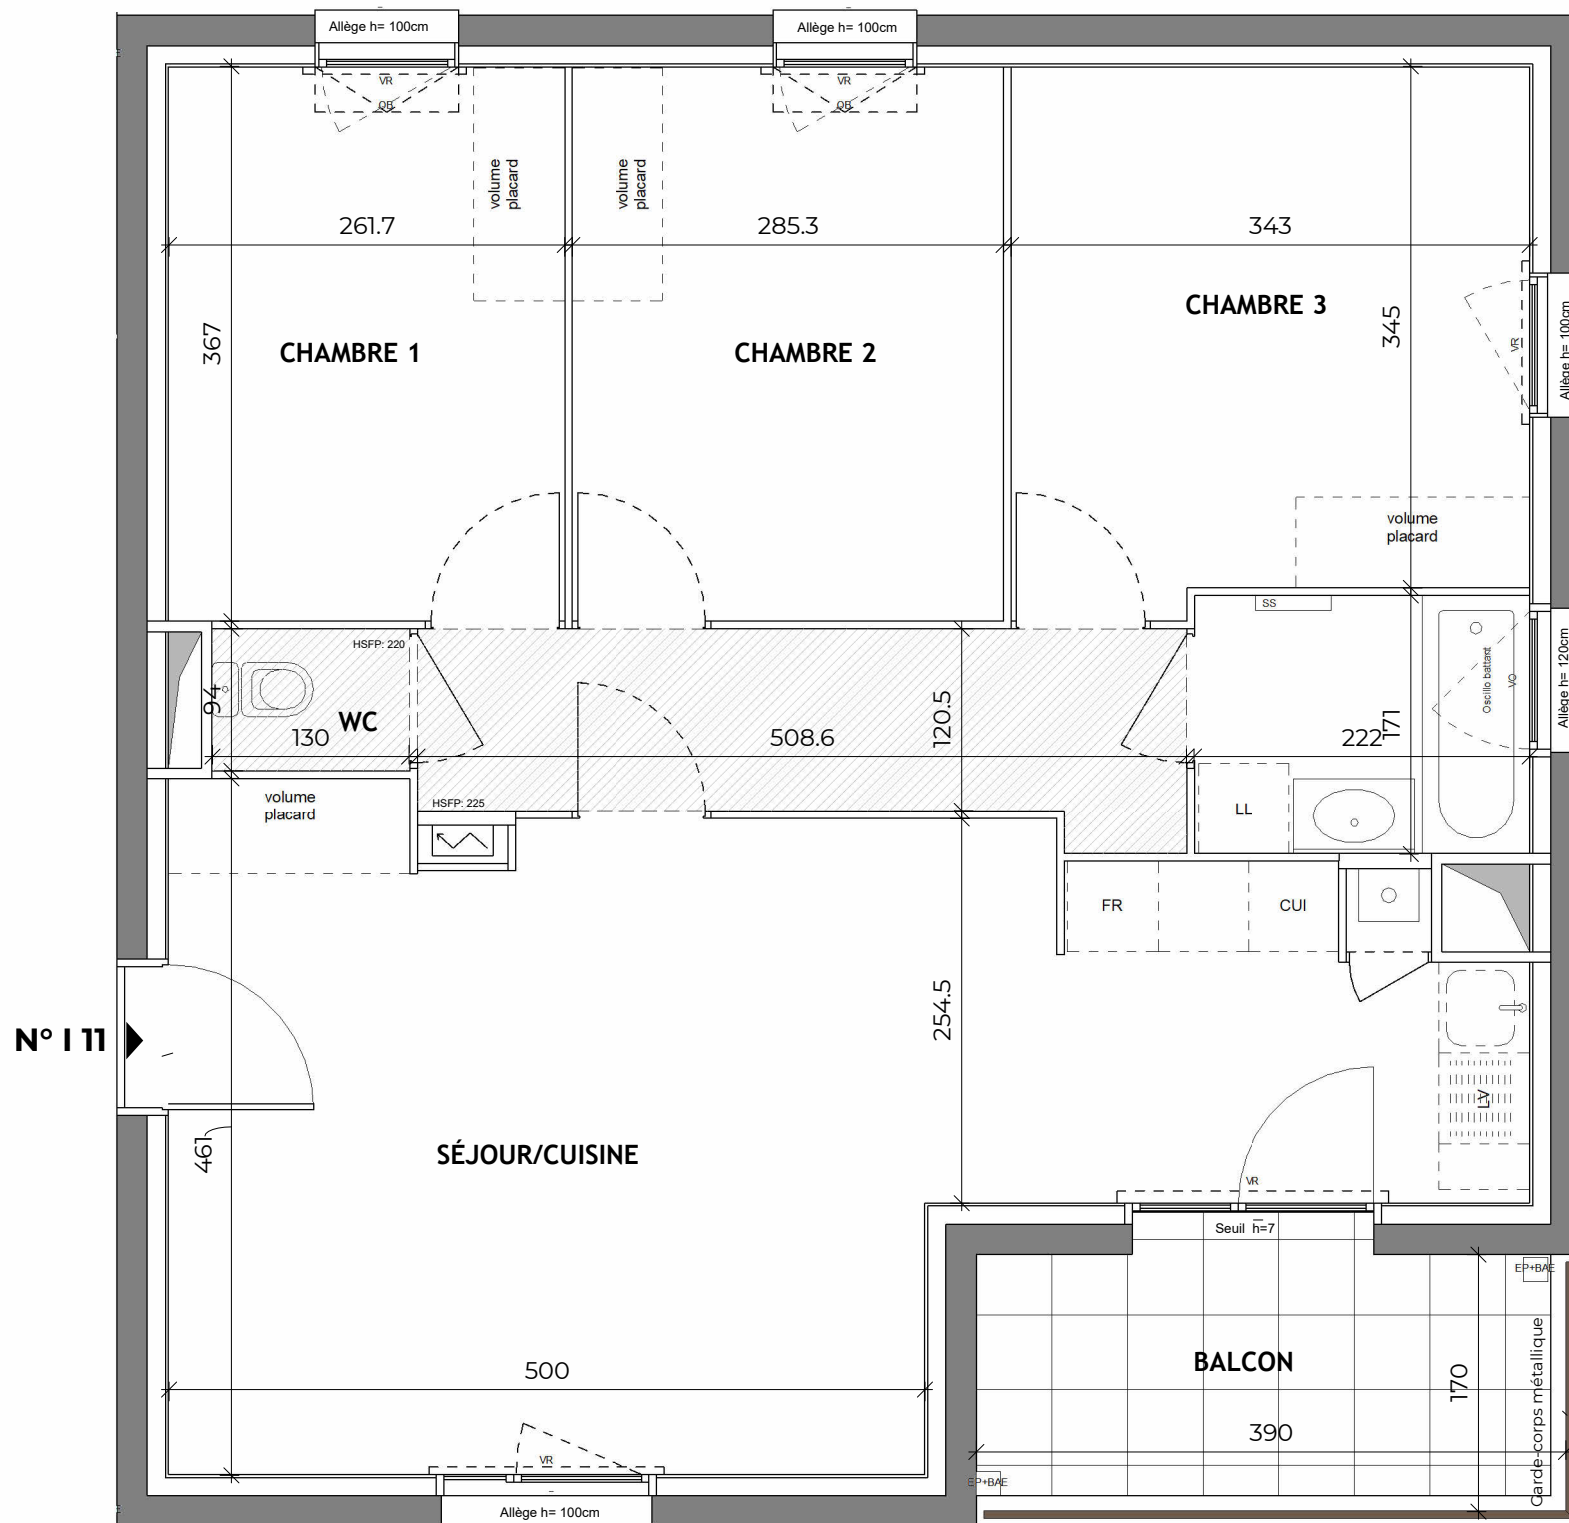 Allège h= 100cm
Allège h= 100cm
VR
OB
VR
OB
volume
placard
volume
placard
261.7
285.3
343
CHAMBRE 1
CHAMBRE 2
CHAMBRE 3
367
345
VR
Allège h= 100cm
volume
placard
SS
HSFP: 220
94
WC
130
508.6
120.5
222
171
Oscillo battant
VO
Allège h= 120cm
volume
placard
HSFP: 225
LL
FR
CUI
254.5
N° I 11
LV
461
SÉJOUR/CUISINE
VR
Seuil h=7
EP+BAE
BALCON
500
170
390
Garde-corps métallique
VR
EP+BAE
Allège h= 100cm